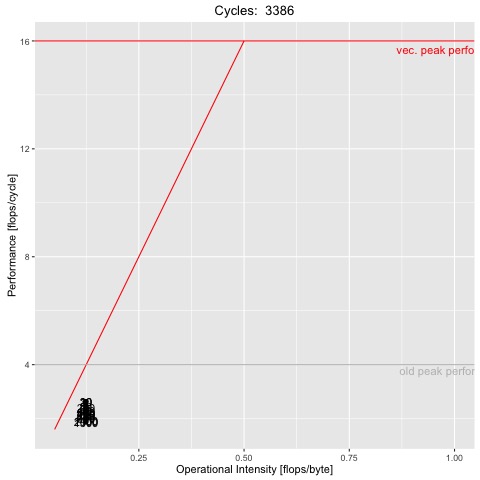 Cycles: 3386
16
vec. peak perfo
12
Performance [flops/cycle]
8
4
old peak perfor
0.25
0.50
0.75
1.00
Operational Intensity [flops/byte]